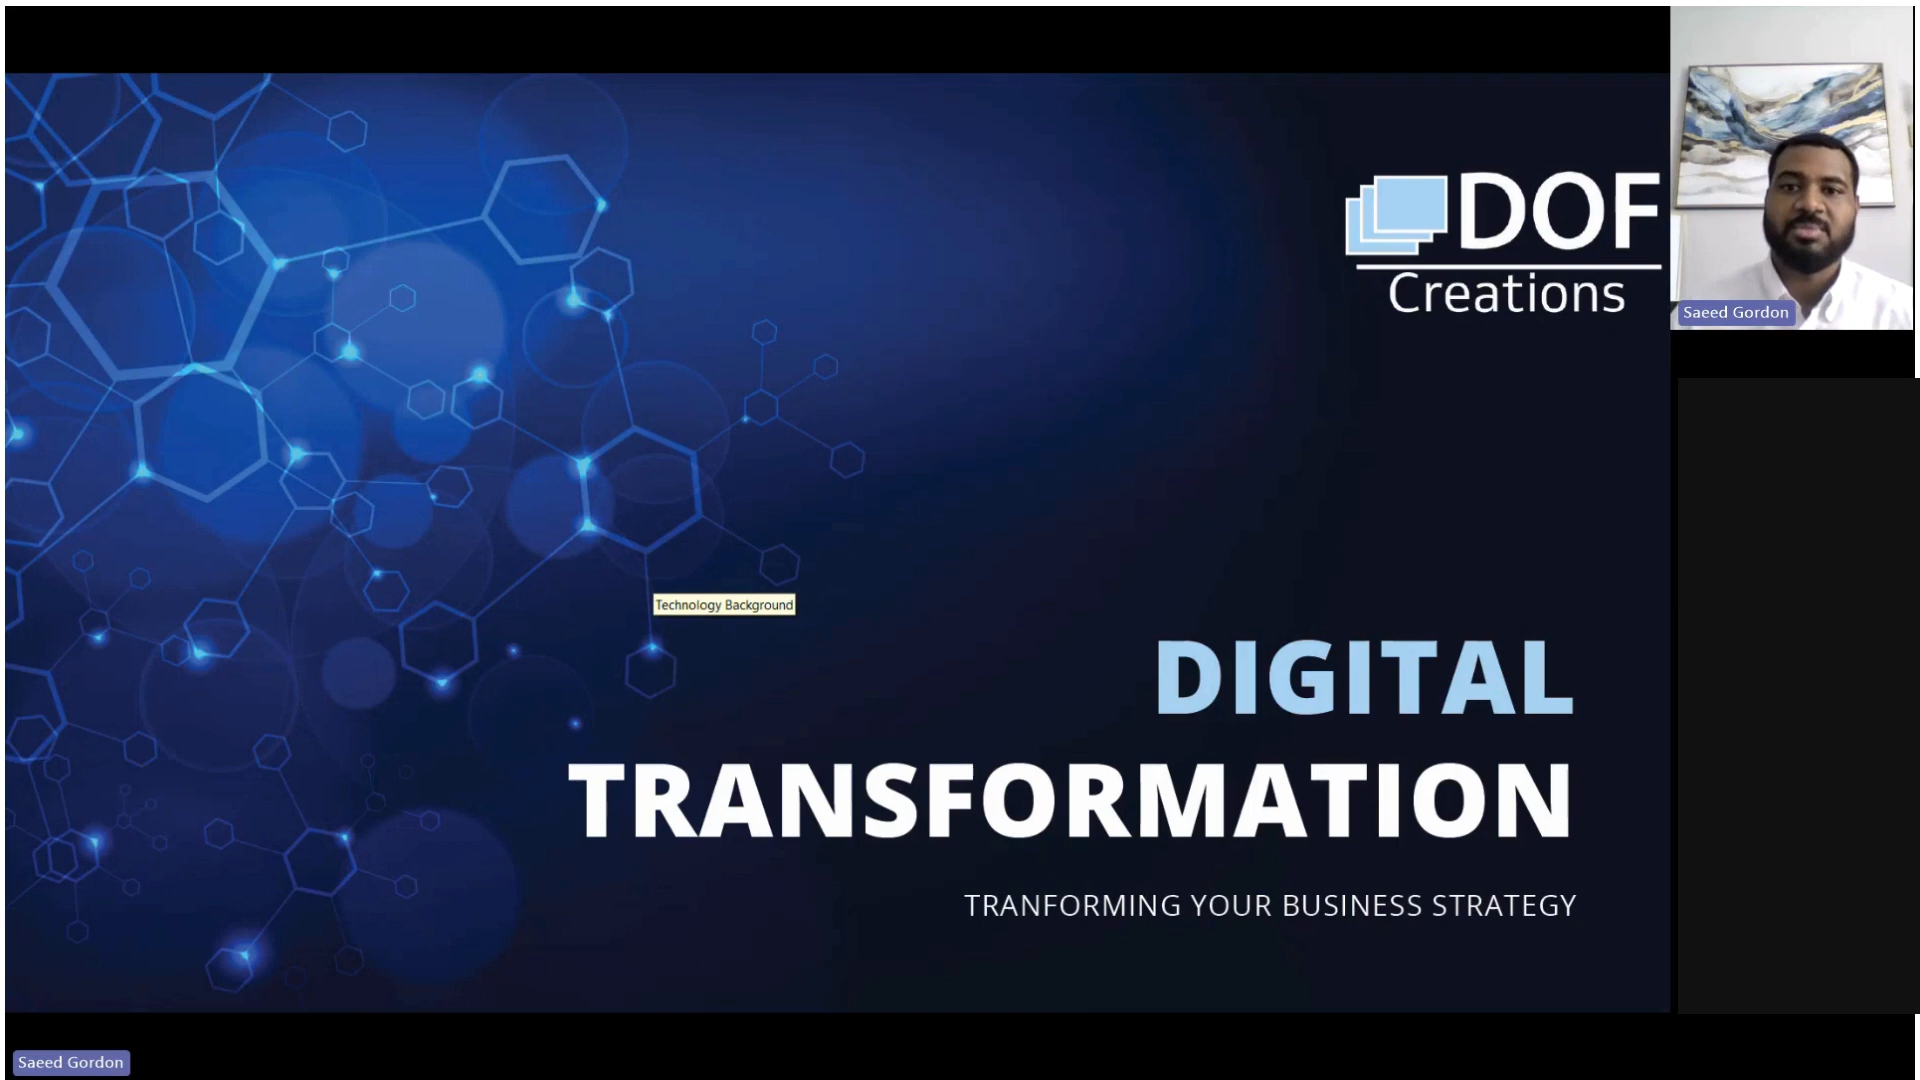 DOF
Creations
Saeed Gordon
Technology Background
DIGITAL
TRANSFORMATION
TRANFORMING YOUR BUSINESS STRATEGY
Saeed Gordon